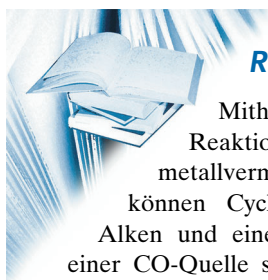 R
Mith
Reaktio
metallverm
können Cycl
Alken und eine
einer CO-Quelle s